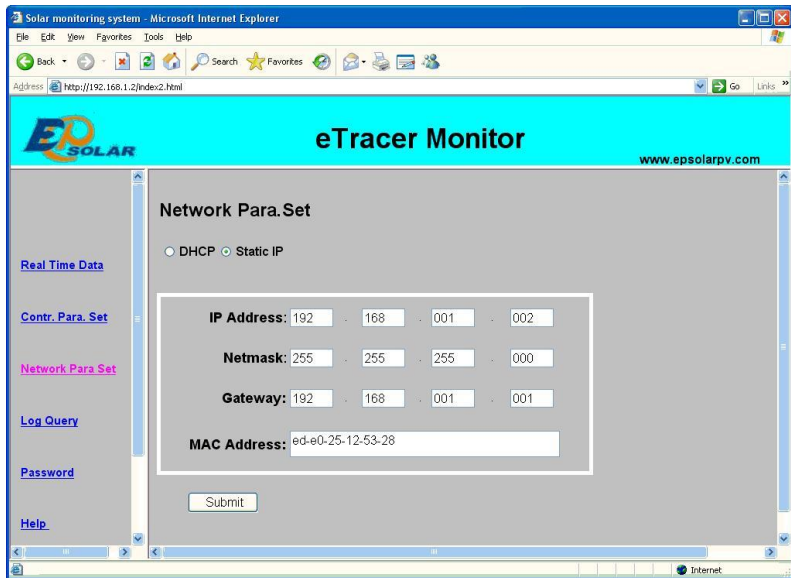 Solar monitoring system - Microsoft Internet Explorer
File Edit View Favorites Tools Help
Back Search Favorites
Address http://192.168.1.2/index2.html Go Links »
EP SOLAR
eTracer Monitor
www.epsolarpv.com
Real Time Data
Contr. Para. Set
Network Para Set
Log Query
Password
Help
Network Para.Set
DHCP Static IP
IP Address: 192 . 168 . 001 . 002
Netmask: 255 . 255 . 255 . 000
Gateway: 192 . 168 . 001 . 001
MAC Address: ed-e0-25-12-53-28
Submit
Internet